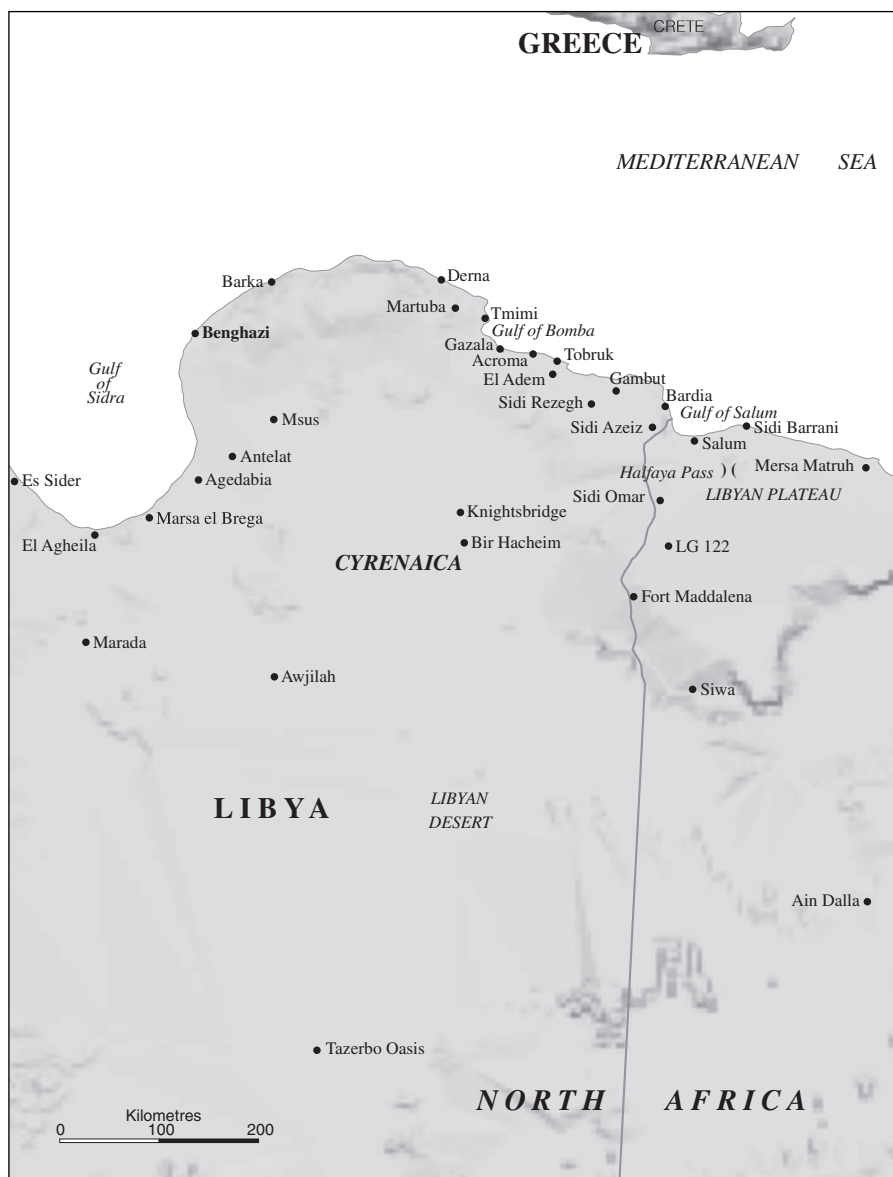 CRETE
GREECE
MEDITERRANEAN SEA
Barka
Derna
Martuba
Tmimi
Gulf of Bomba
Benghazi
Gazala
Acroma
Tobruk
El Adem
Gulf
of
Sidra
Gambut
Sidi Rezegh
Bardia
Gulf of Salum
Msus
Sidi Azeiz
Sidi Barrani
Salum
Antelat
Es Sider
Agedabia
Halfaya Pass ) (
Mersa Matruh
Sidi Omar
LIBYAN PLATEAU
Marsa el Brega
Knightsbridge
El Agheila
Bir Hacheim
LG 122
CYRENAICA
Fort Maddalena
Marada
Awjilah
Siwa
LIBYA
LIBYAN
DESERT
Ain Dalla
Tazerbo Oasis
NORTH AFRICA
Kilometres
0 100 200